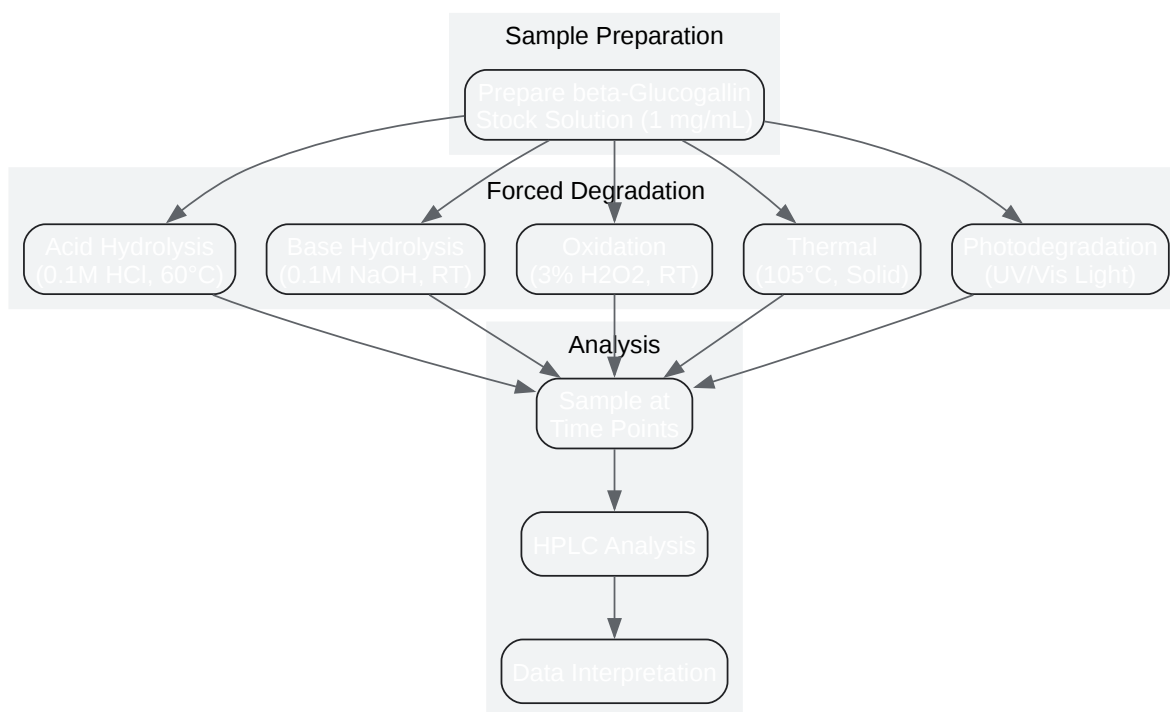 Sample Preparation
Prepare beta-Glucogallin
Stock Solution (1 mg/mL)
Forced Degradation
Acid Hydrolysis
(0.1M HCl, 60°C)
Base Hydrolysis
(0.1M NaOH, RT)
Oxidation
(3% H2O2, RT)
Thermal
(105°C, Solid)
Photodegradation
(UV/Vis Light)
Analysis
Sample at
Time Points
HPLC Analysis
Data Interpretation